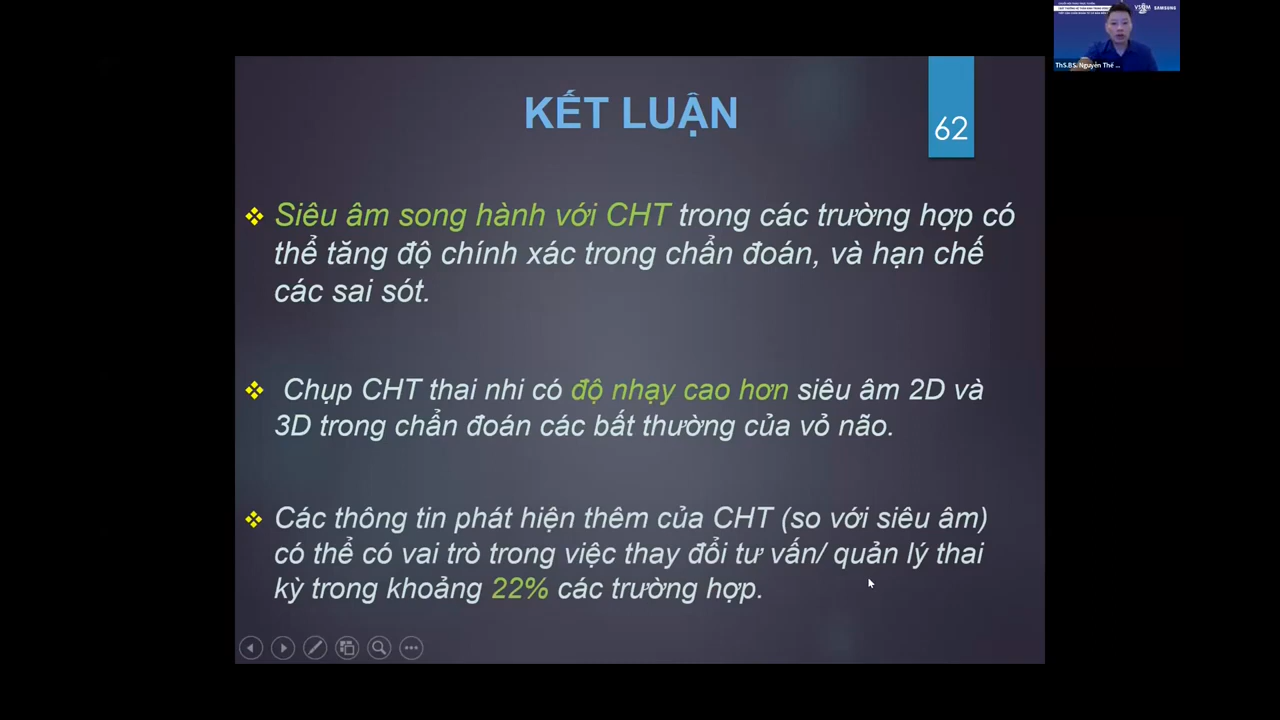 KẾT LUẬN
62
Siêu âm song hành với CHT trong các trường hợp có
thể tăng độ chính xác trong chẩn đoán, và hạn chế
các sai sót.
Chụp CHT thai nhi có độ nhạy cao hơn siêu âm 2D và
3D trong chẩn đoán các bất thường của vỏ não.
Các thông tin phát hiện thêm của CHT (so với siêu âm)
có thể có vai trò trong việc thay đổi tư vấn/ quản lý thai
kỳ trong khoảng 22% các trường hợp.
SAMSUNG
ThS.BS. Nguyễn Thế ...